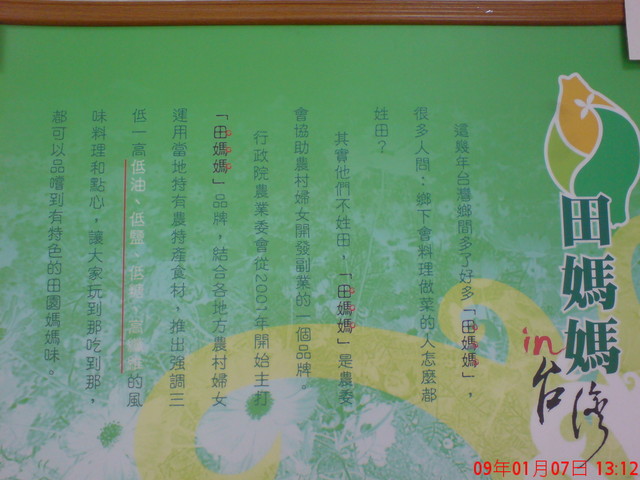 田媽媽
in
台灣
這幾年台灣鄉間多了好多「田媽媽」，
很多人問：鄉下會料理做菜的人怎麼都
姓田？
其實他們不姓田，「田媽媽」是農委
會協助農村婦女開發副業的一個品牌
行政院農業委會從2001年開始主打
「田媽媽」品牌，結合各地方農村婦女
運用當地特有農特產食材，推出強調三
低一高低油、低鹽、低糖、高纖維的風
味料理和點心，讓大家玩到那吃到那，
都可以品嚐到有特色的田園媽媽味。
09年01月07日 13:12